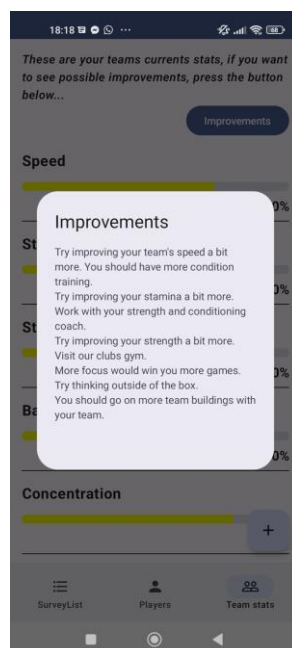 18:18
68
These are your teams currents stats, if you want
to see possible improvements, press the button
below...
Improvements
Speed
0%
Improvements
Try improving your team's speed a bit
more. You should have more condition
training.
Try improving your stamina a bit more.
Work with your strength and conditioning
coach.
Try improving your strength a bit more.
Visit our clubs gym.
More focus would win you more games.
Try thinking outside of the box.
You should go on more team buildings with
your team.
St
0%
St
0%
Ba
0%
Concentration
+
SurveyList
Players
Team stats